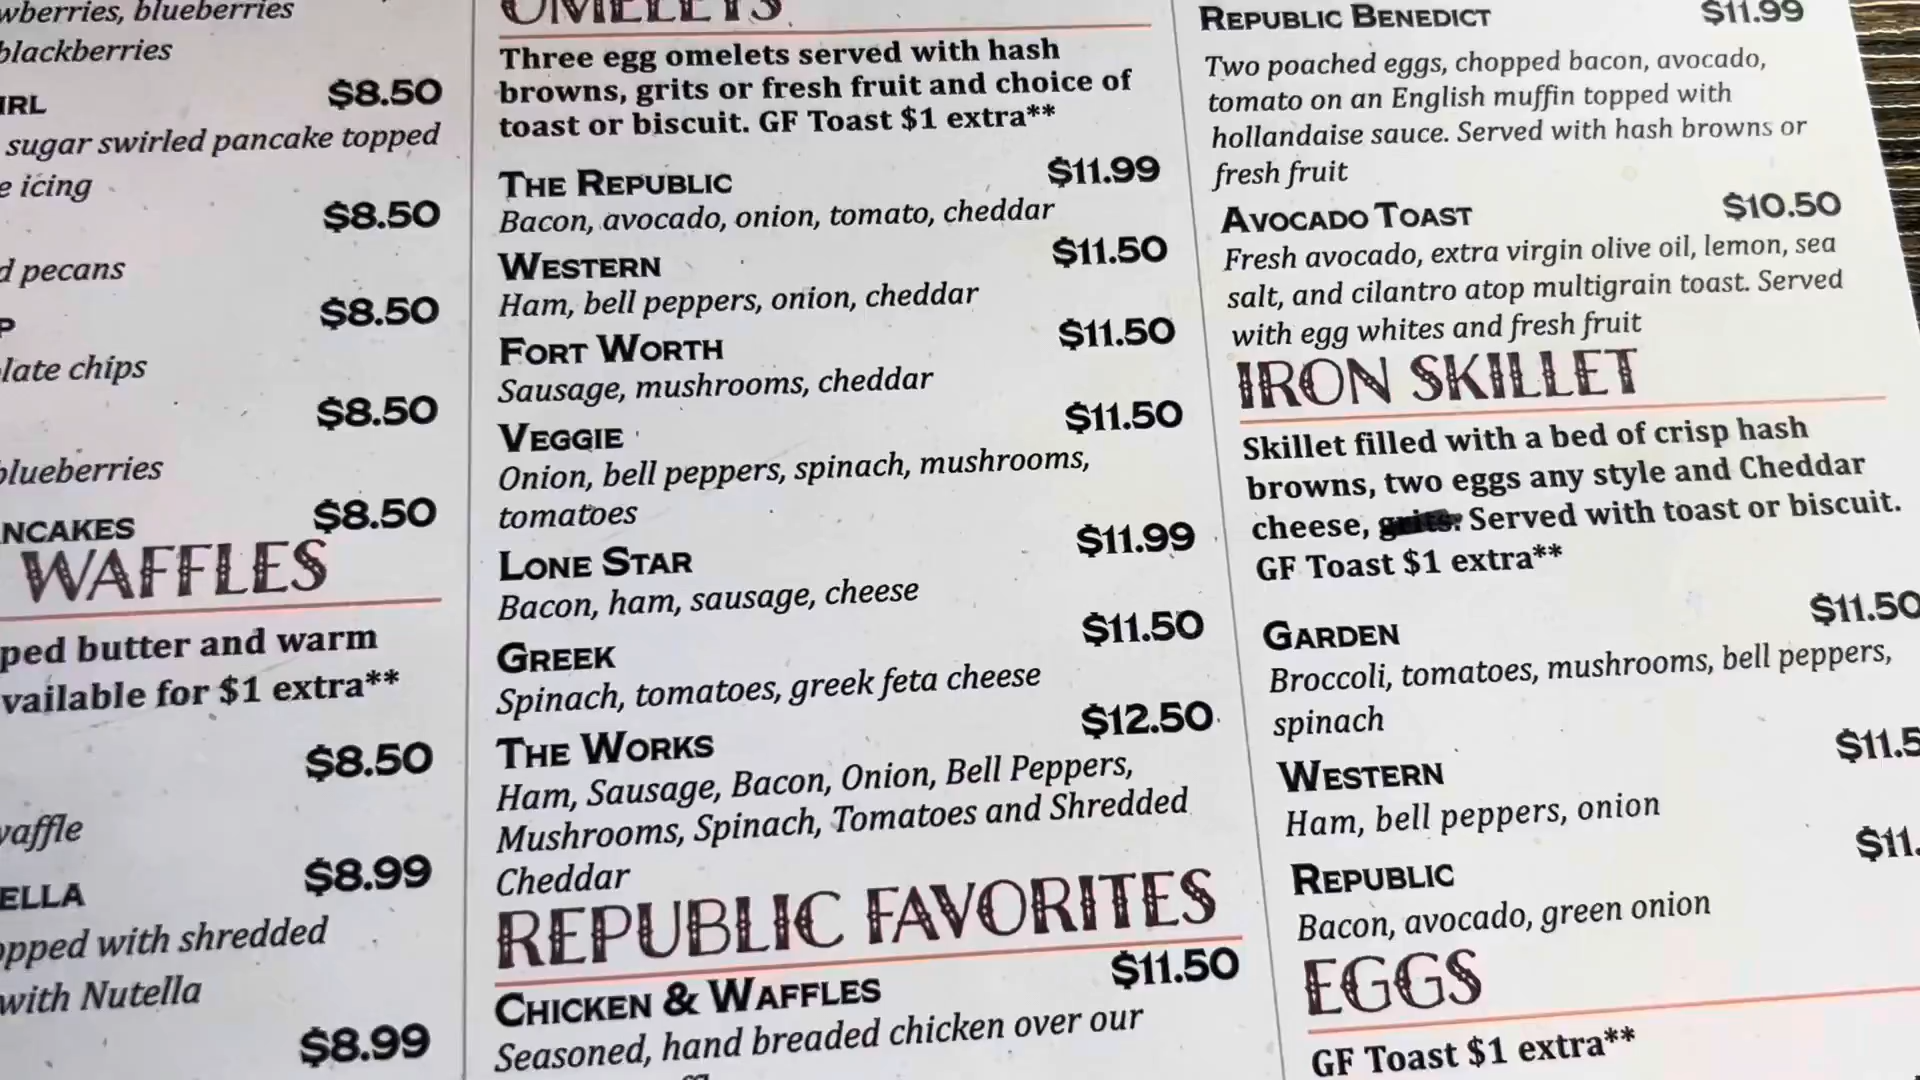 wberries, blueberries
blackberries
IRL $8.50
sugar swirled pancake topped
e icing
$8.50
d pecans
P $8.50
late chips
$8.50
blueberries
NCAKES $8.50
WAFFLES
ped butter and warm
vailable for $1 extra**
$8.50
waffle
ELLA $8.99
opped with shredded
with Nutella
$8.99
OMELETS
Three egg omelets served with hash
browns, grits or fresh fruit and choice of
toast or biscuit. GF Toast $1 extra**
THE REPUBLIC $11.99
Bacon, avocado, onion, tomato, cheddar
WESTERN $11.50
Ham, bell peppers, onion, cheddar
FORT WORTH $11.50
Sausage, mushrooms, cheddar
VEGGIE $11.50
Onion, bell peppers, spinach, mushrooms,
tomatoes
LONE STAR $11.99
Bacon, ham, sausage, cheese
GREEK $11.50
Spinach, tomatoes, greek feta cheese
THE WORKS $12.50
Ham, Sausage, Bacon, Onion, Bell Peppers,
Mushrooms, Spinach, Tomatoes and Shredded
Cheddar
REPUBLIC FAVORITES
CHICKEN & WAFFLES $11.50
Seasoned, hand breaded chicken over our
REPUBLIC BENEDICT $11.99
Two poached eggs, chopped bacon, avocado,
tomato on an English muffin topped with
hollandaise sauce. Served with hash browns or
fresh fruit
AVOCADO TOAST $10.50
Fresh avocado, extra virgin olive oil, lemon, sea
salt, and cilantro atop multigrain toast. Served
with egg whites and fresh fruit
IRON SKILLET
Skillet filled with a bed of crisp hash
browns, two eggs any style and Cheddar
cheese, grits. Served with toast or biscuit.
GF Toast $1 extra**
GARDEN $11.50
Broccoli, tomatoes, mushrooms, bell peppers,
spinach
WESTERN $11.5
Ham, bell peppers, onion
REPUBLIC $11.
Bacon, avocado, green onion
EGGS
GF Toast $1 extra**